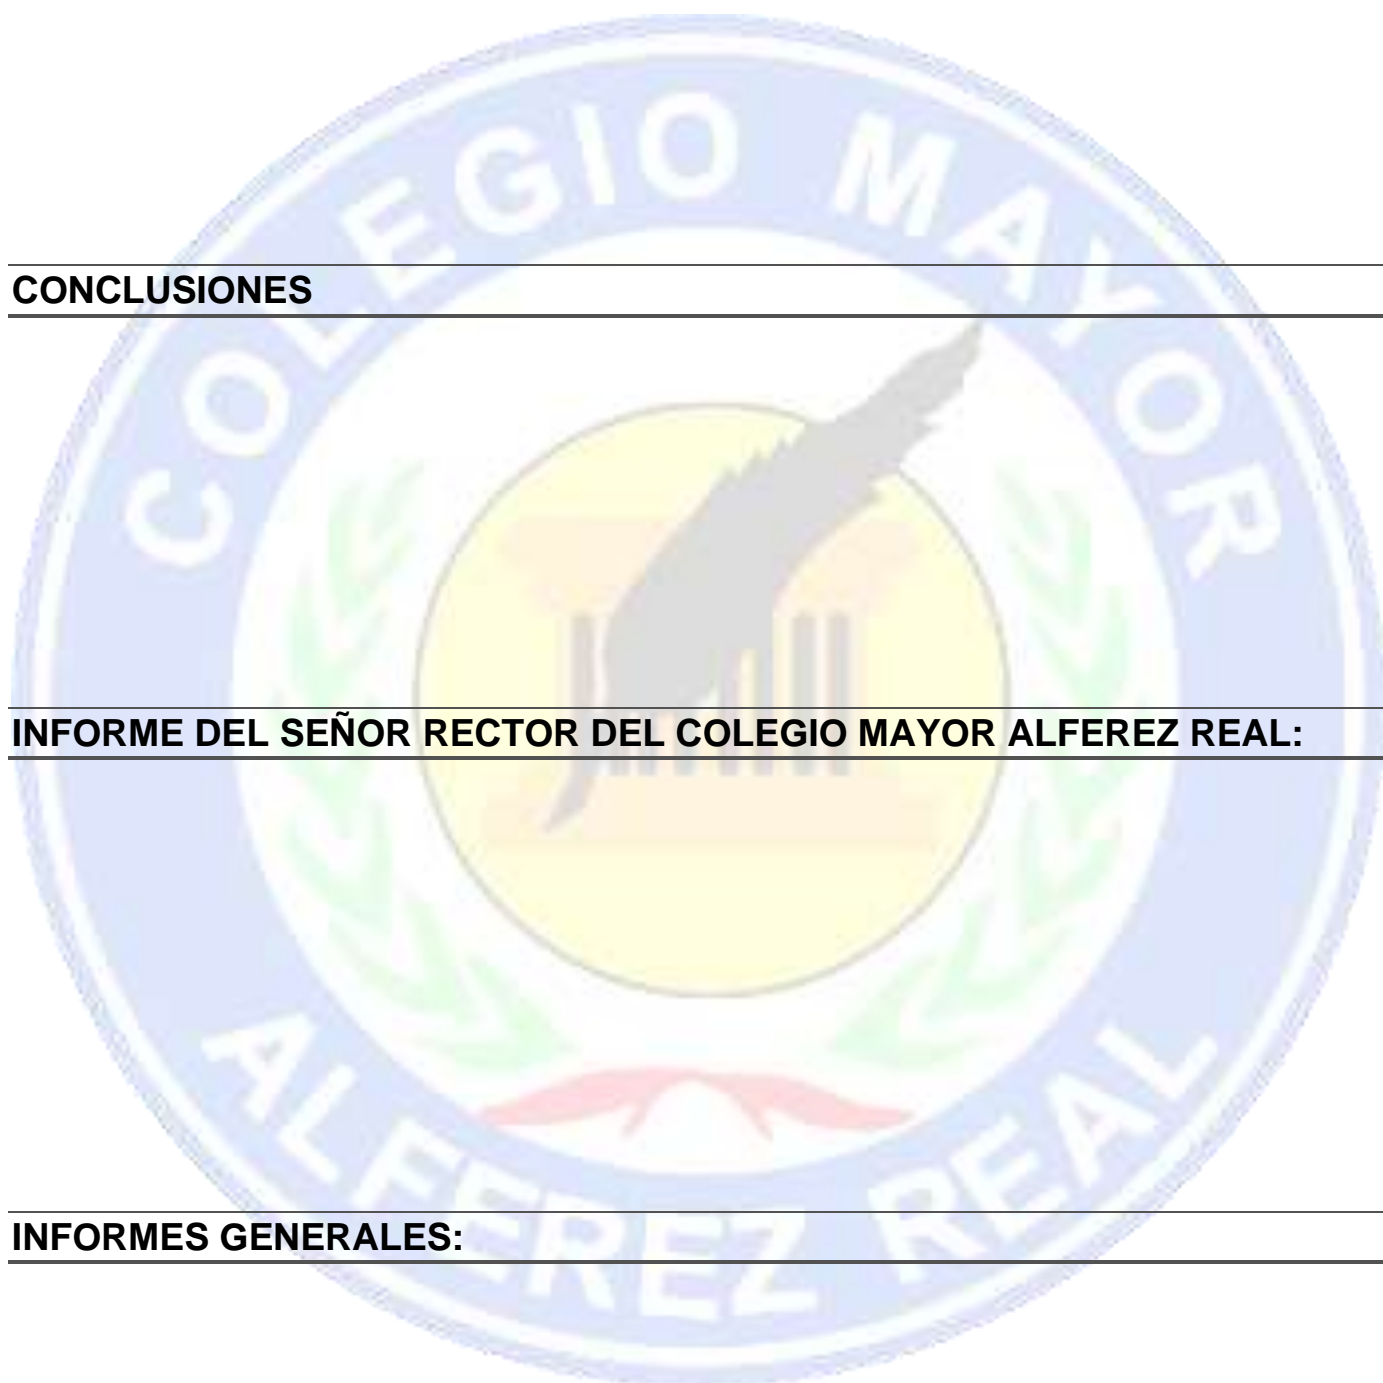 COLEGIO MAYOR
CONCLUSIONES
INFORME DEL SEÑOR RECTOR DEL COLEGIO MAYOR ALFEREZ REAL:
ALFEREZ REAL
INFORMES GENERALES: